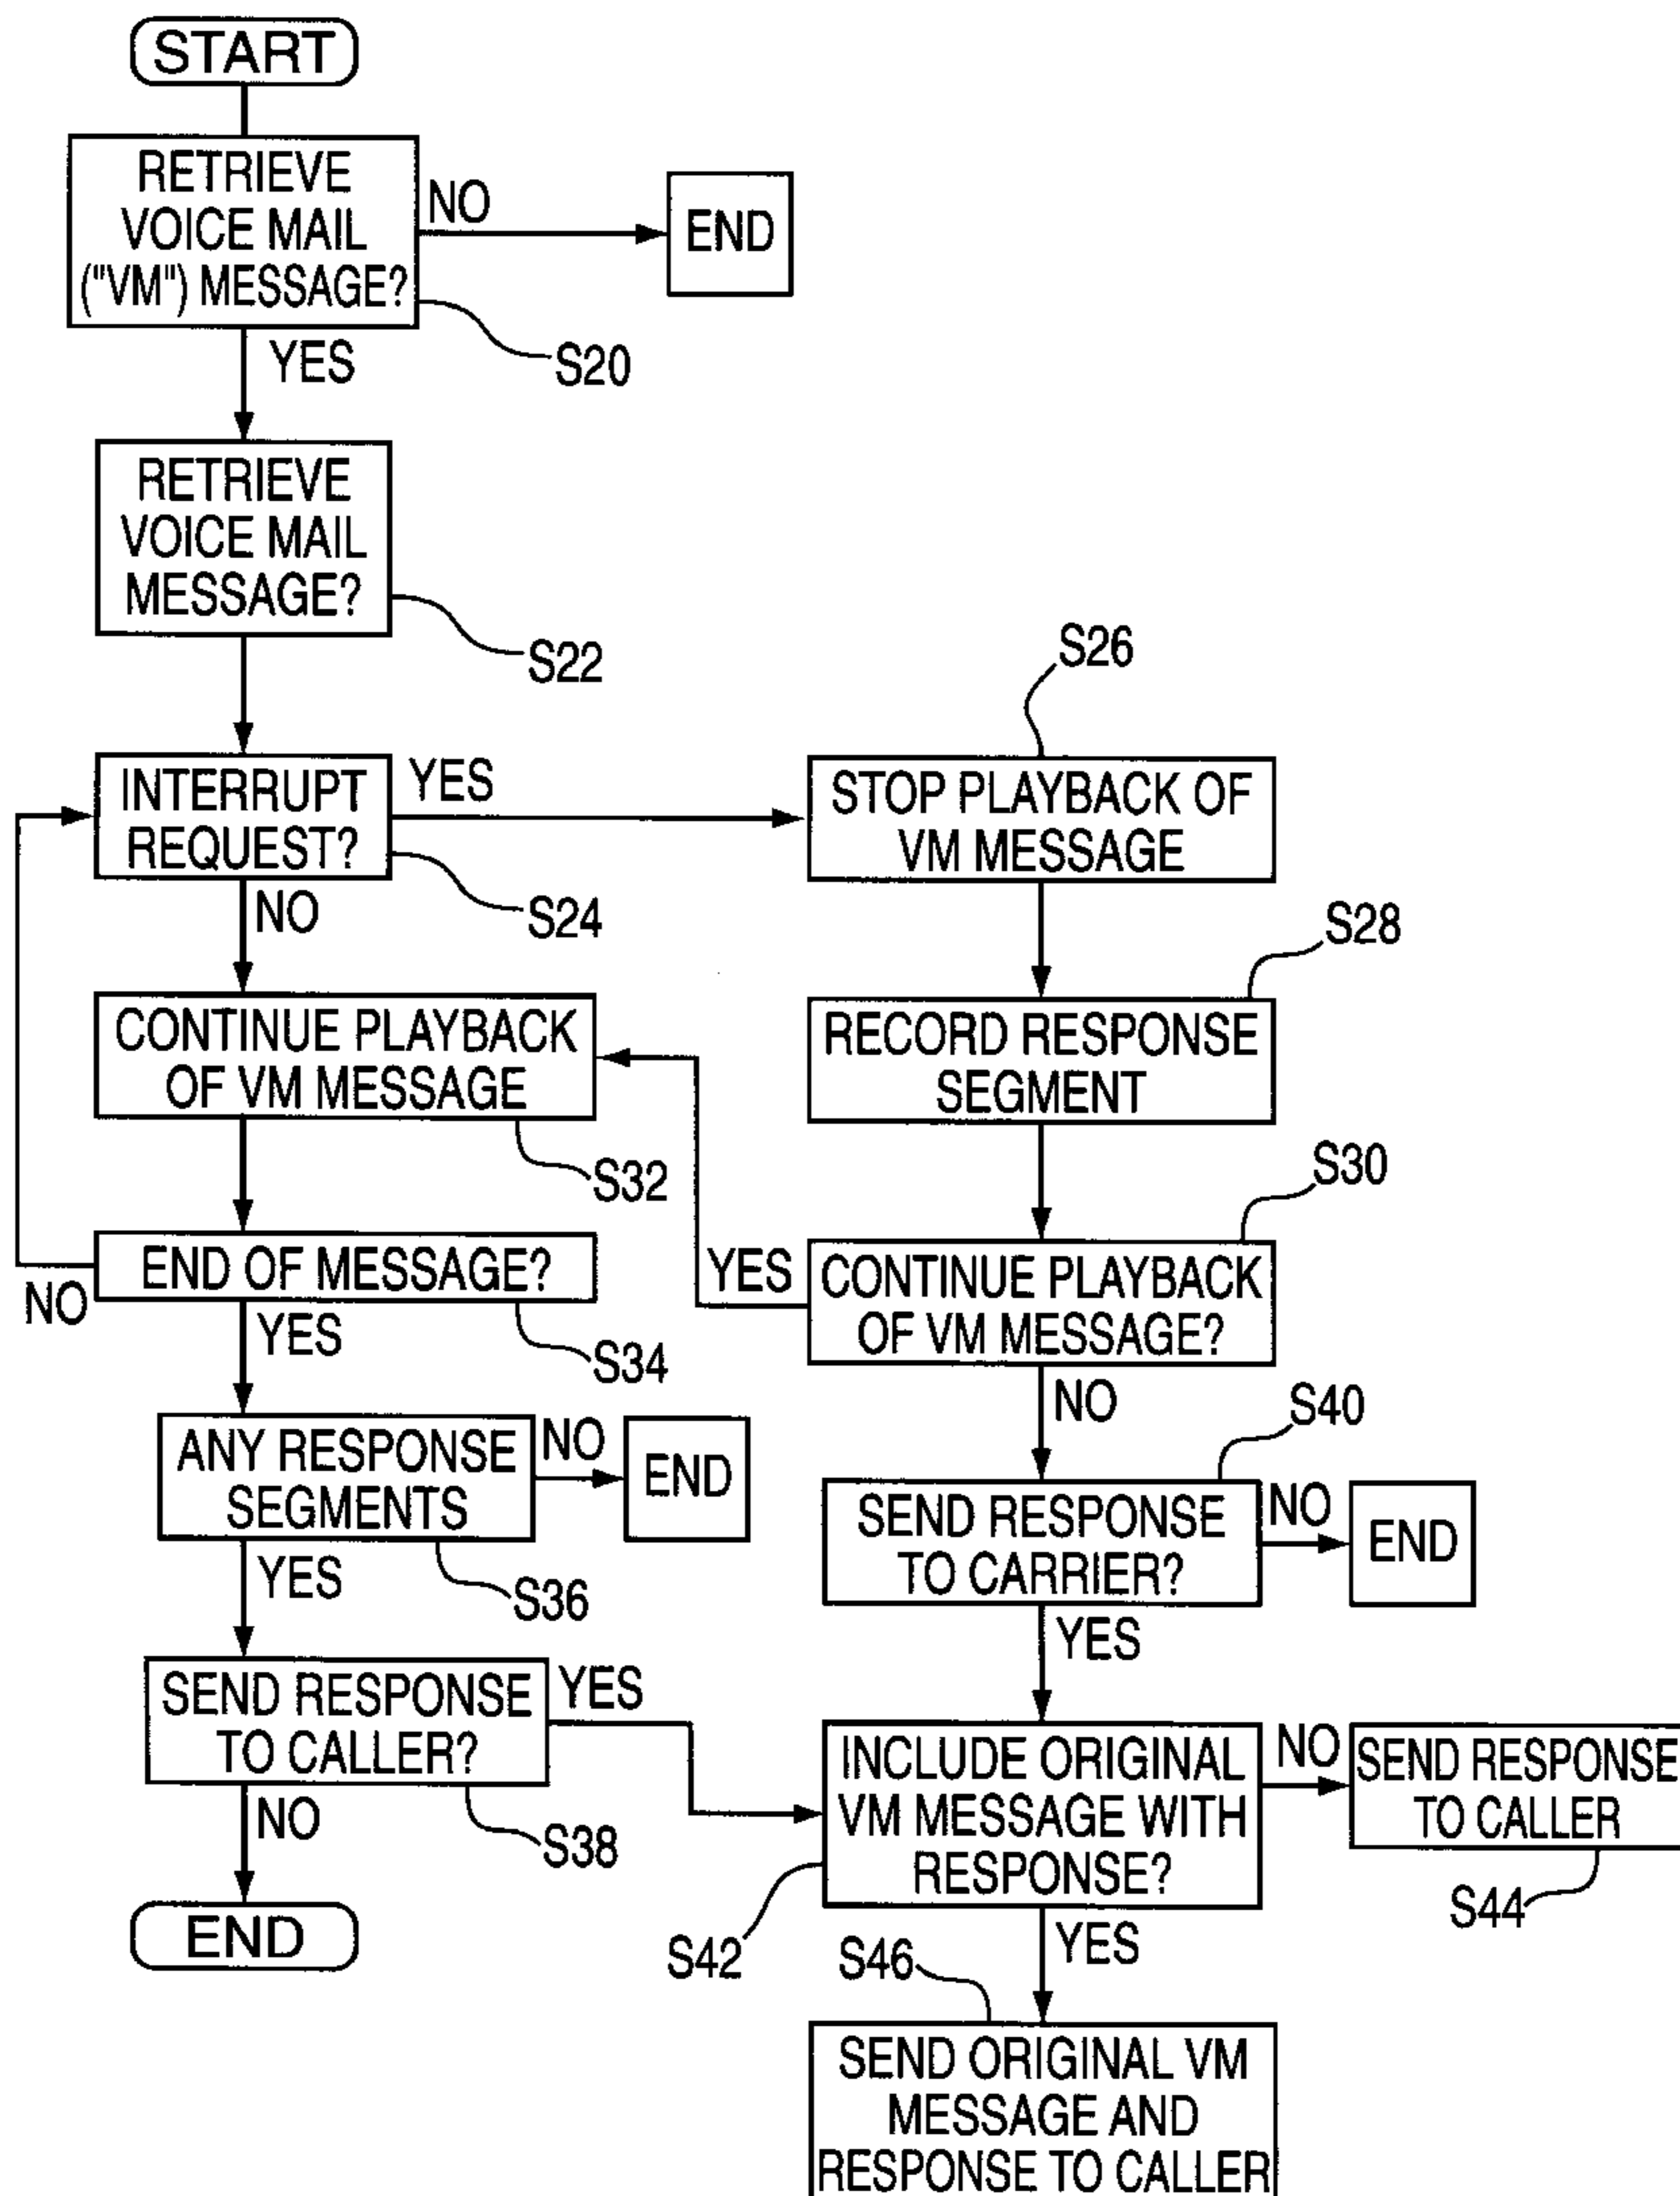 START
RETRIEVE
VOICE MAIL
("VM") MESSAGE?
NO
END
S20
YES
RETRIEVE
VOICE MAIL
MESSAGE?
S22
INTERRUPT
REQUEST?
YES
S24
NO
S26
STOP PLAYBACK OF
VM MESSAGE
S28
RECORD RESPONSE
SEGMENT
CONTINUE PLAYBACK
OF VM MESSAGE
S32
S30
END OF MESSAGE?
NO
YES
S34
YES
CONTINUE PLAYBACK
OF VM MESSAGE?
NO
ANY RESPONSE
SEGMENTS
NO
END
YES
S36
S40
SEND RESPONSE
TO CARRIER?
NO
END
YES
SEND RESPONSE
TO CALLER?
YES
NO
S38
END
INCLUDE ORIGINAL
VM MESSAGE WITH
RESPONSE?
NO
SEND RESPONSE
TO CALLER
S44
S42
YES
S46
SEND ORIGINAL VM
MESSAGE AND
RESPONSE TO CALLER